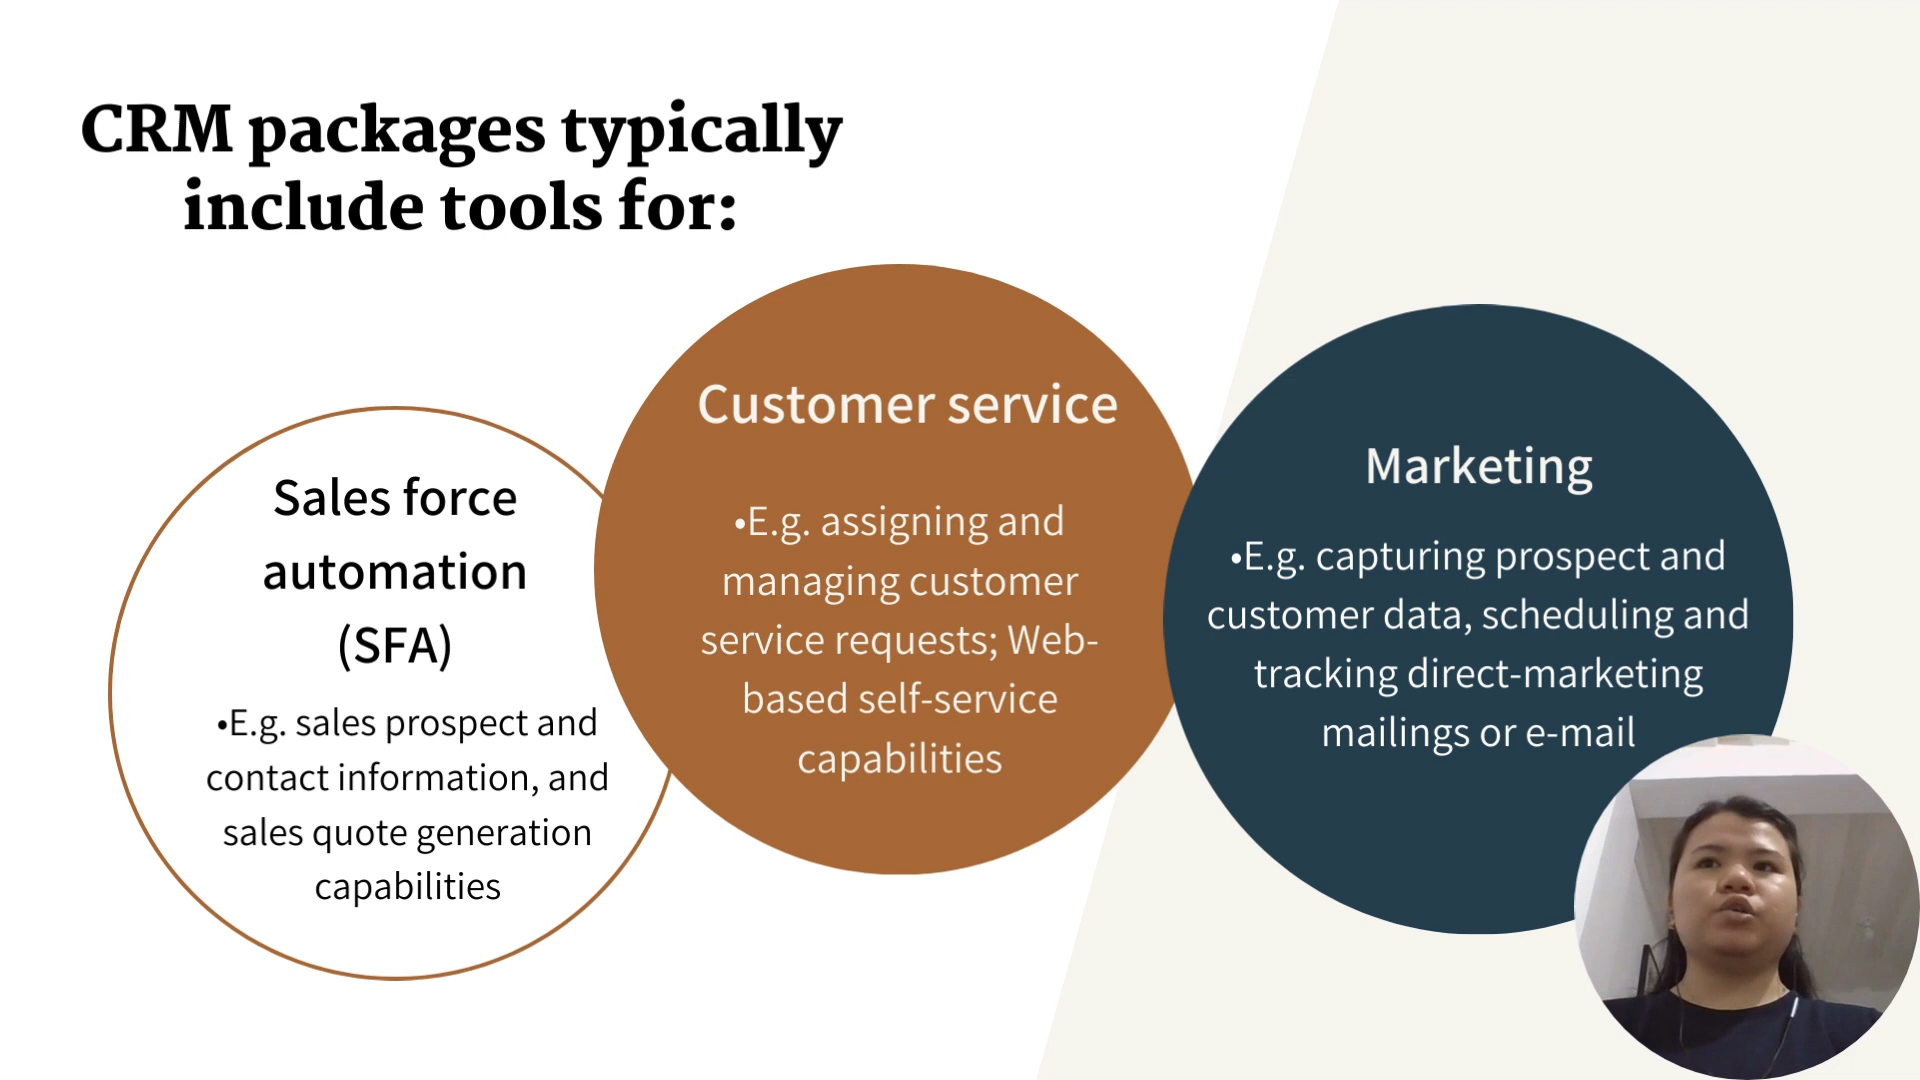 CRM packages typically
include tools for:
Sales force
automation
(SFA)
•E.g. sales prospect and
contact information, and
sales quote generation
capabilities
Customer service
•E.g. assigning and
managing customer
service requests; Web-
based self-service
capabilities
Marketing
•E.g. capturing prospect and
customer data, scheduling and
tracking direct-marketing
mailings or e-mail